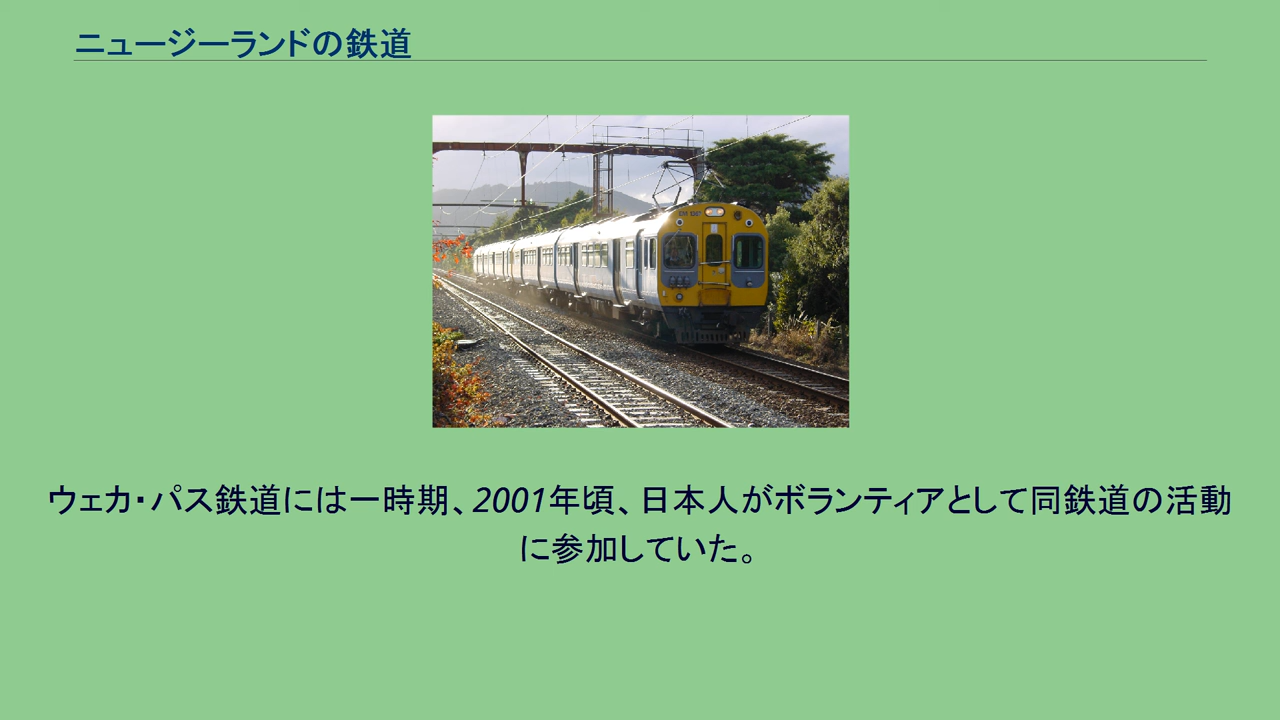 ニュージーランドの鉄道
ウェカ・パス鉄道には一時期、2001年頃、日本人がボランティアとして同鉄道の活動
に参加していた。